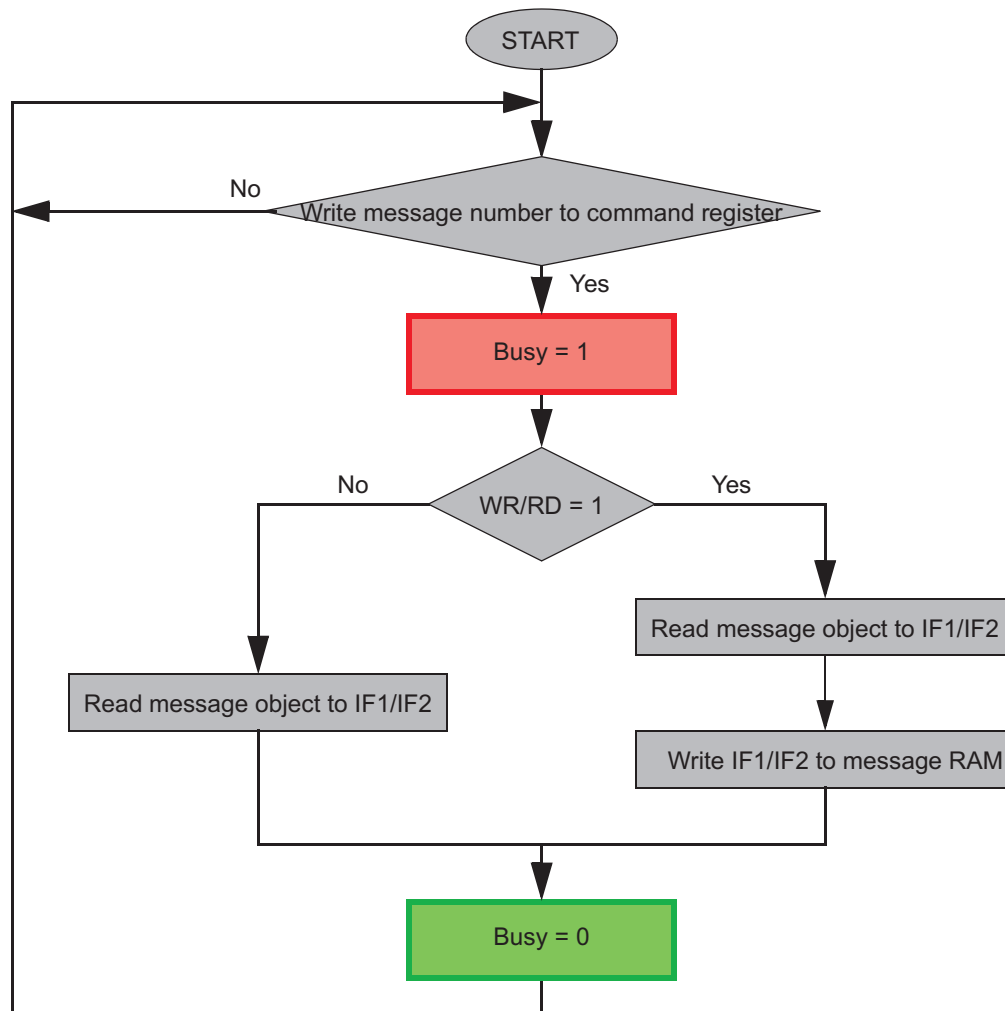 START
No
Write message number to command register
Yes
Busy = 1
No
Yes
WR/RD = 1
Read message object to IF1/IF2
Read message object to IF1/IF2
Write IF1/IF2 to message RAM
Busy = 0